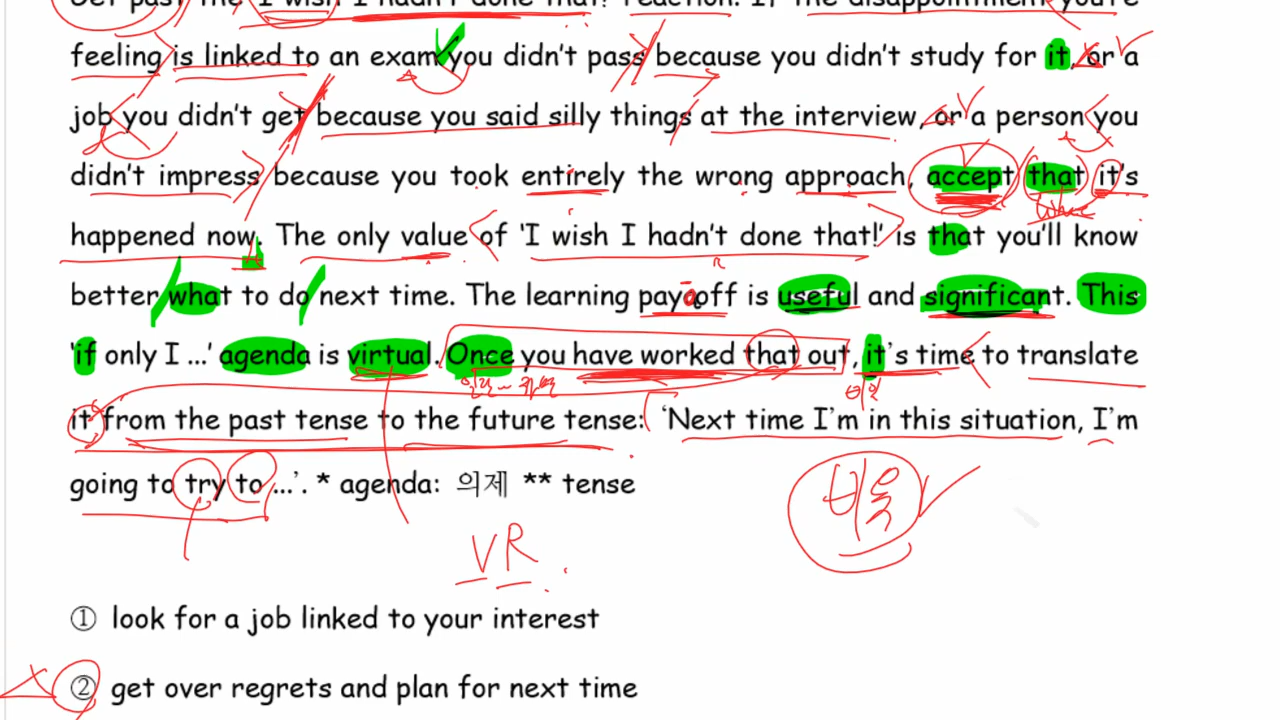 Get past the 'I wish I hadn't done that!' reaction. If the disappointment you're
feeling is linked to an exam you didn't pass because you didn't study for it, or a
job you didn't get because you said silly things at the interview, or a person you
didn't impress because you took entirely the wrong approach, accept that it's
what
happened now. The only value of 'I wish I hadn't done that!' is that you'll know
better what to do next time. The learning payoff is useful and significant. This
'if only I ...' agenda is virtual. Once you have worked that out, it's time to translate
it from the past tense to the future tense: 'Next time I'm in this situation, I'm
going to try to ...'. * agenda: 의제 ** tense
VR
① look for a job linked to your interest
② get over regrets and plan for next time